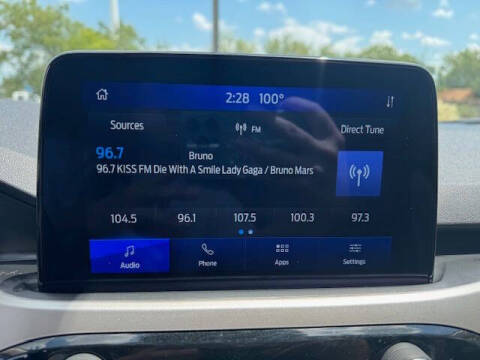 2:28 100°
Sources FM Direct Tune
96.7 Bruno
96.7 KISS FM Die With A Smile Lady Gaga / Bruno Mars
104.5 96.1 107.5 100.3 97.3
Audio Phone Apps Settings